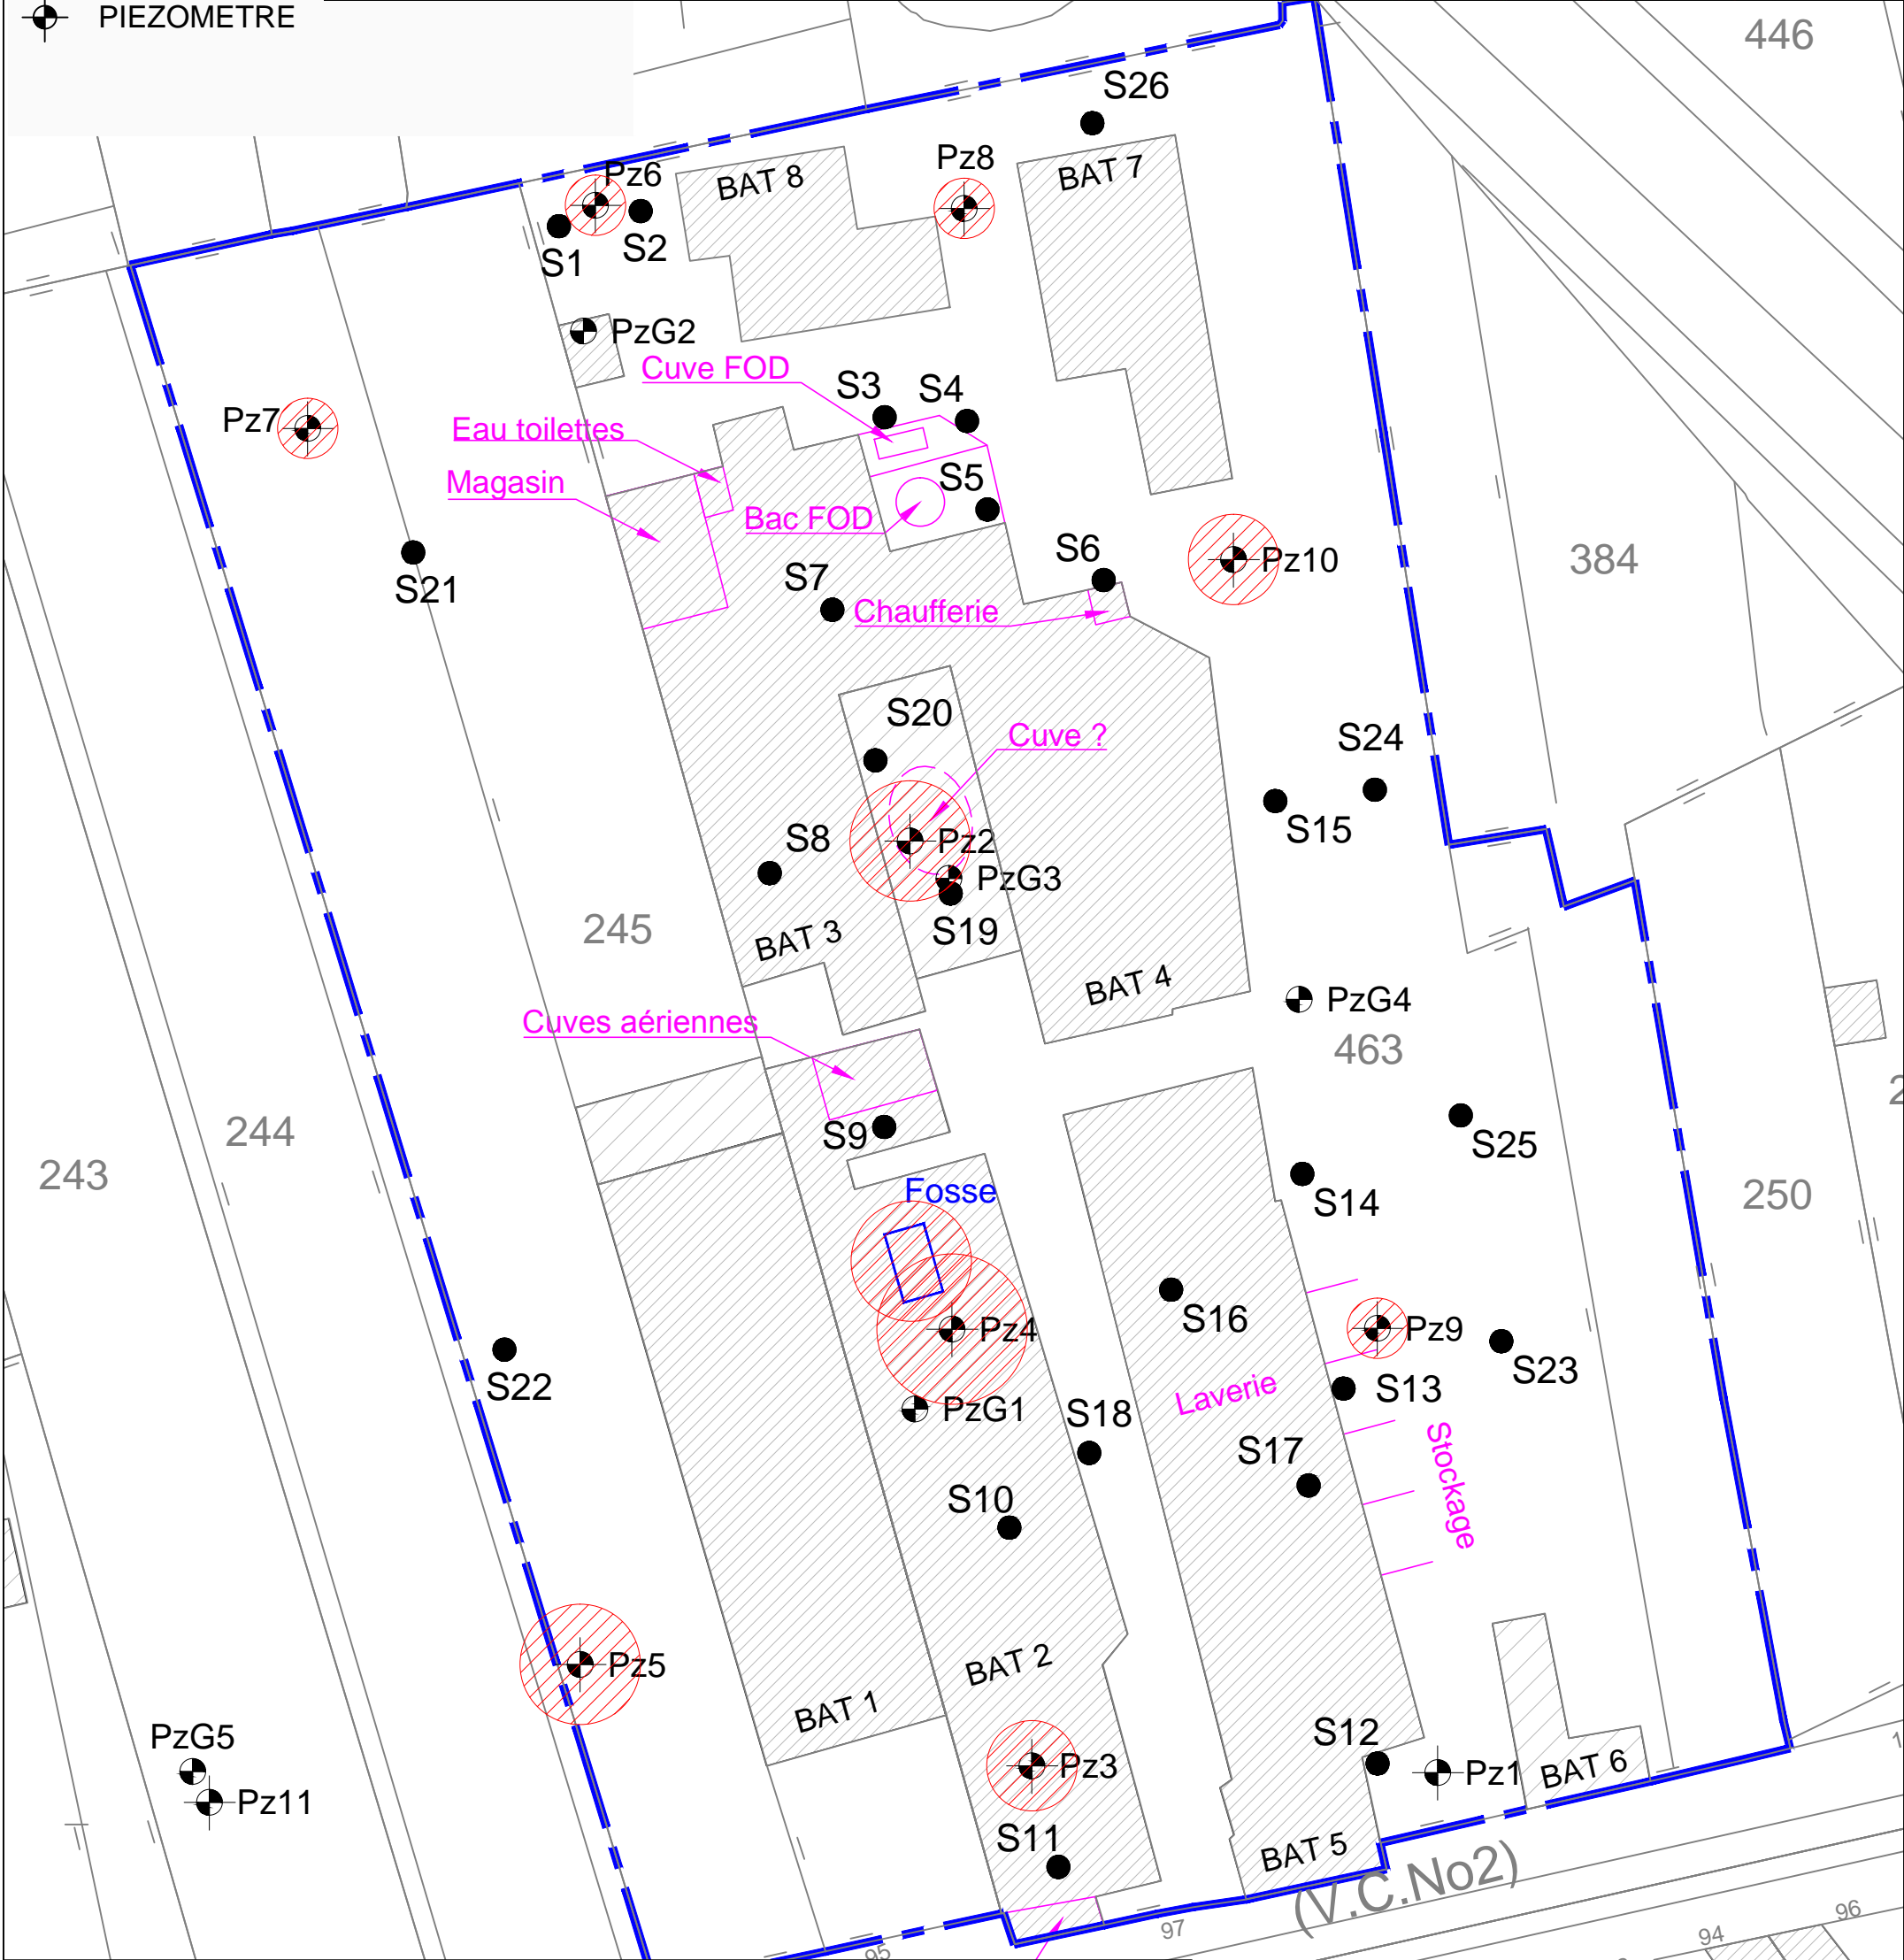 PIEZOMETRE
446
S26
Pz8
BAT 7
Pz6
BAT 8
S1
S2
PzG2
Cuve FOD
S3
S4
Pz7
Eau toilettes
Magasin
S5
Bac FOD
S6
Pz10
384
S21
S7
Chaufferie
S20
Cuve ?
S24
S15
S8
Pz2
PzG3
245
BAT 3
S19
BAT 4
PzG4
Cuves aériennes
463
244
S9
S25
243
Fosse
S14
250
S16
Pz4
Pz9
S22
Laverie
S13
S23
PzG1
S18
Stockage
S17
S10
Pz5
BAT 2
BAT 1
PzG5
S12
Pz3
Pz1
BAT 6
Pz11
S11
BAT 5
(V.C.No2)
97
94
96
95